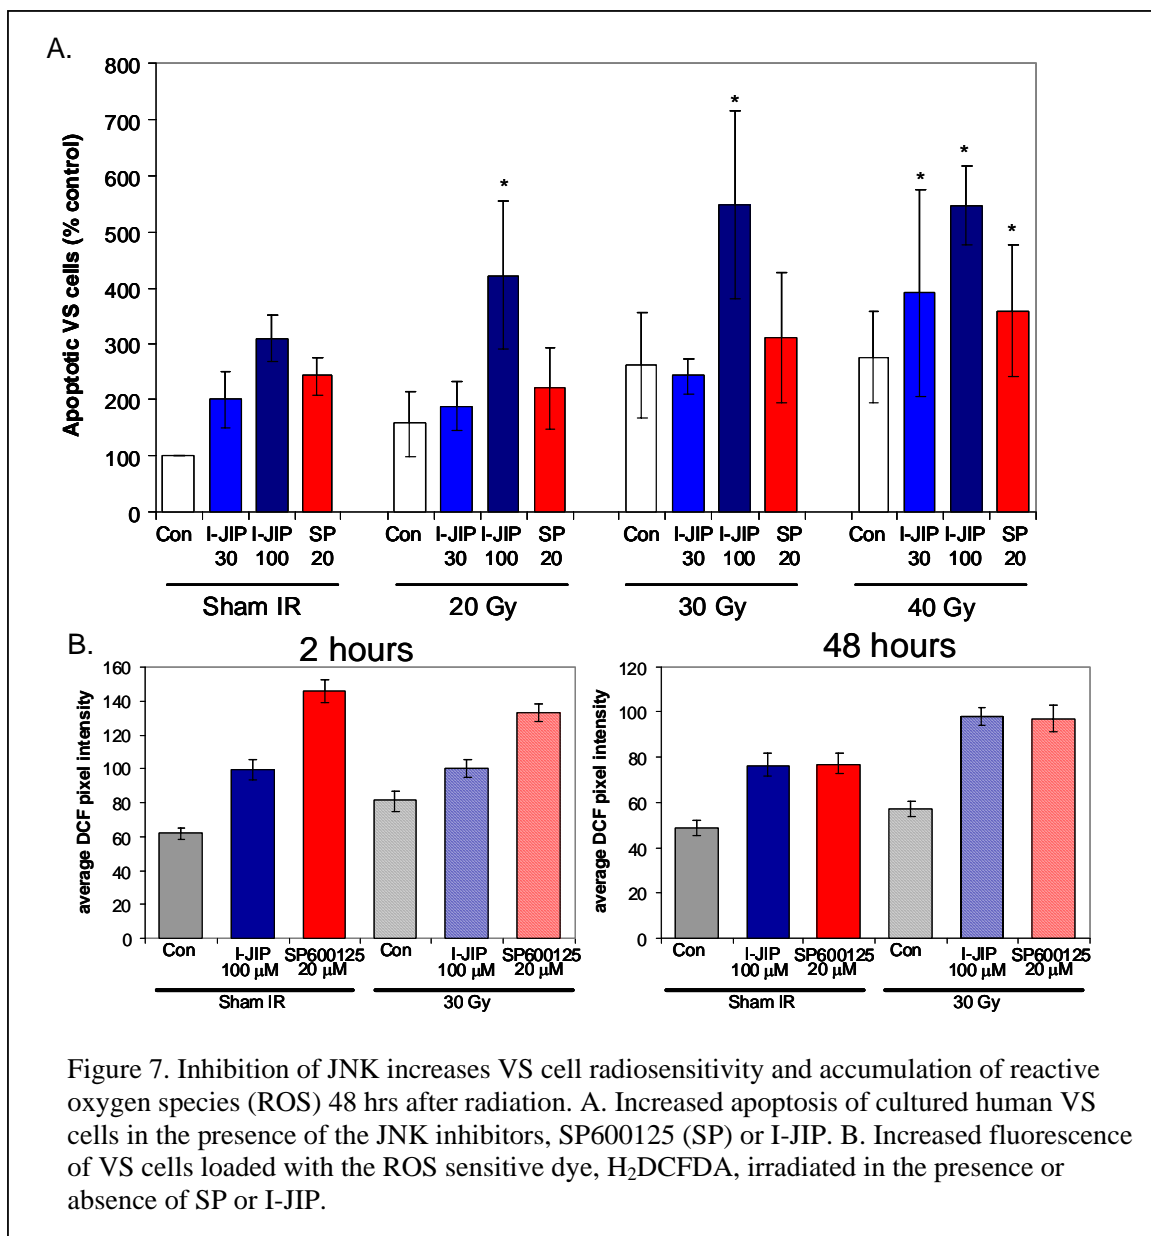 A.
800
700
600
500
400
300
200
100
0
Apoptotic VS cells (% control)
*
*
*
*
*
Con I-JIP I-JIP SP Con I-JIP I-JIP SP Con I-JIP I-JIP SP Con I-JIP I-JIP SP
30 100 20 30 100 20 30 100 20 30 100 20
Sham IR 20 Gy 30 Gy 40 Gy
B.
2 hours
160
140
120
100
80
60
40
20
0
average DCF pixel intensity
Con I-JIP SP600125 Con I-JIP SP600125
100 µM 20 µM 100 µM 20 µM
Sham IR 30 Gy
48 hours
120
100
80
60
40
20
0
average DCF pixel intensity
Con I-JIP SP600125 Con I-JIP SP600125
100 µM 20 µM 100 µM 20 µM
Sham IR 30 Gy
Figure 7. Inhibition of JNK increases VS cell radiosensitivity and accumulation of reactive
oxygen species (ROS) 48 hrs after radiation. A. Increased apoptosis of cultured human VS
cells in the presence of the JNK inhibitors, SP600125 (SP) or I-JIP. B. Increased fluorescence
of VS cells loaded with the ROS sensitive dye, H₂DCFDA, irradiated in the presence or
absence of SP or I-JIP.